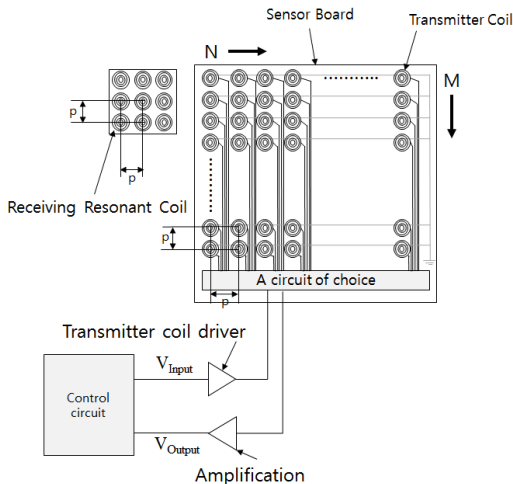 Sensor Board
Transmitter Coil
N
M
p
p
Receiving Resonant Coil
p
A circuit of choice
p
Transmitter coil driver
V_Input
Control
circuit
V_Output
Amplification